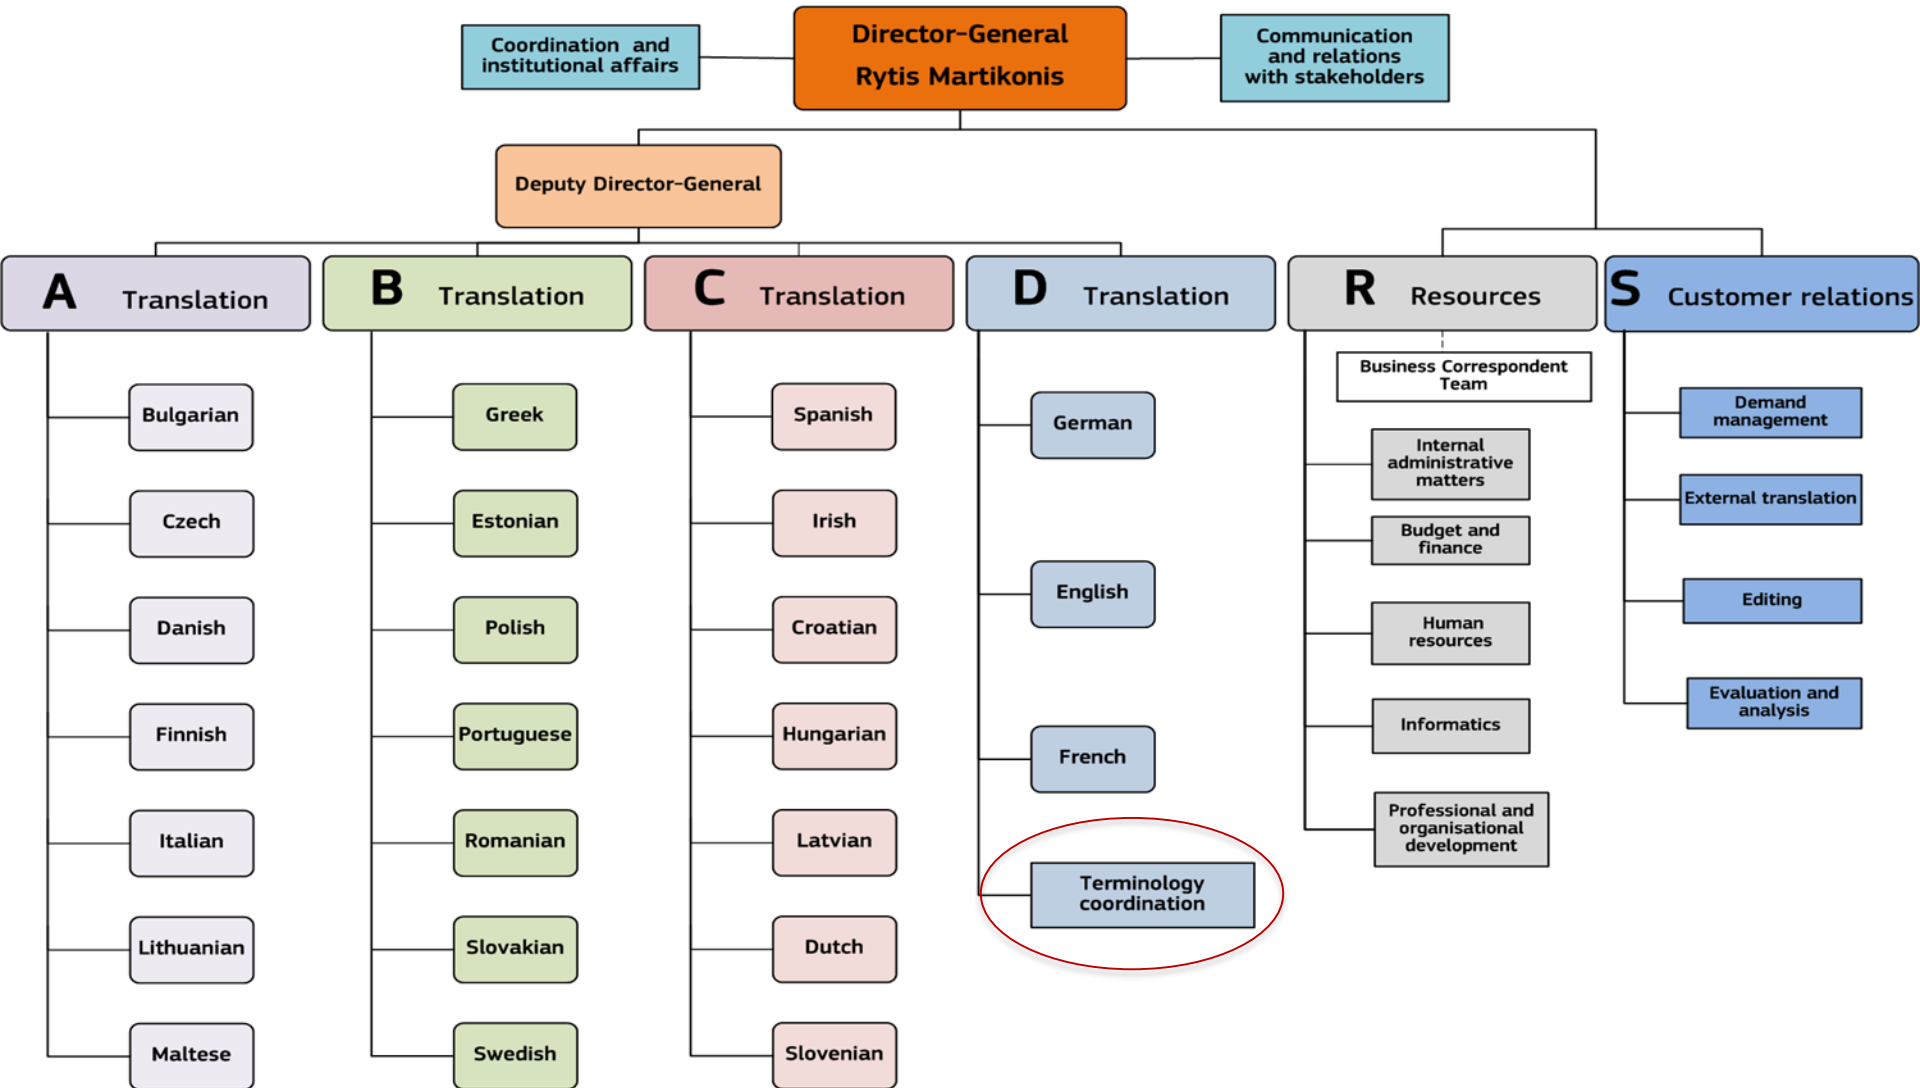 Director-General
Rytis Martikonis
Coordination and
institutional affairs
Communication
and relations
with stakeholders
Deputy Director-General
A Translation
B Translation
C Translation
D Translation
R Resources
S Customer relations
Bulgarian
Czech
Danish
Finnish
Italian
Lithuanian
Maltese
Greek
Estonian
Polish
Portuguese
Romanian
Slovakian
Swedish
Spanish
Irish
Croatian
Hungarian
Latvian
Dutch
Slovenian
German
English
French
Terminology
coordination
Business Correspondent
Team
Internal
administrative
matters
Budget and
finance
Human
resources
Informatics
Professional and
organisational
development
Demand
management
External translation
Editing
Evaluation and
analysis